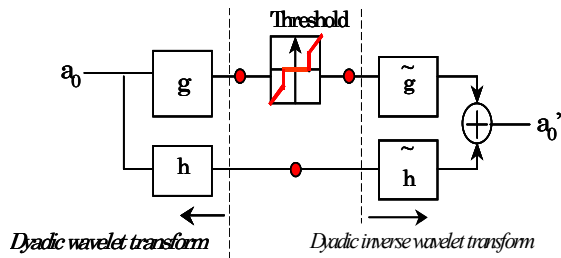 Threshold
a₀
g
g̃
a₀’
h
h̃
Dyadic wavelet transform
Dyadic inverse wavelet transform